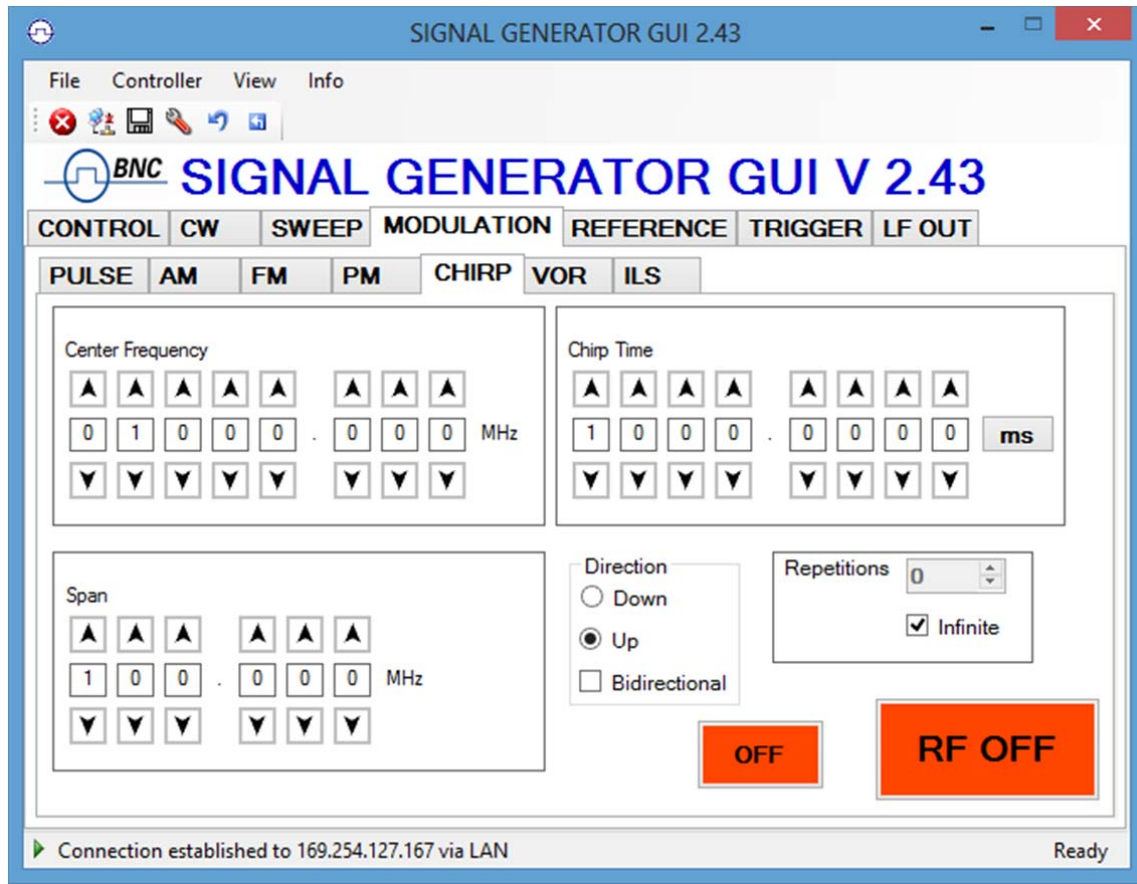 SIGNAL GENERATOR GUI 2.43
File Controller View Info
BNC SIGNAL GENERATOR GUI V 2.43
CONTROL CW SWEEP MODULATION REFERENCE TRIGGER LF OUT
PULSE AM FM PM CHIRP VOR ILS
Center Frequency
0 1 0 0 0 . 0 0 0 MHz
Chirp Time
1 0 0 0 . 0 0 0 0 ms
Span
1 0 0 . 0 0 0 MHz
Direction
Down
Up
Bidirectional
Repetitions 0
Infinite
OFF
RF OFF
Connection established to 169.254.127.167 via LAN Ready